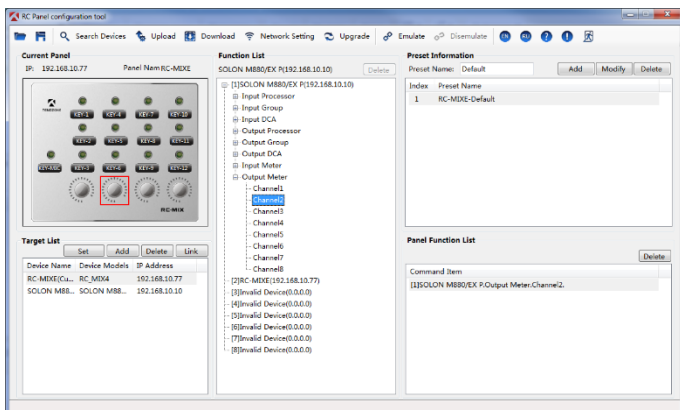 RC Panel configuration tool
Search Devices Upload Download Network Setting Upgrade Emulate Disemulate CN EU ? !
Current Panel
IP: 192.168.10.77 Panel Nam RC-MIXE
KEY-1 KEY-4 KEY-7 KEY-10
KEY-2 KEY-5 KEY-8 KEY-11
KEY-MSC KEY-3 KEY-6 KEY-9 KEY-12
RC-MIX
Target List
Set Add Delete Link
Device Name Device Models IP Address
RC-MIXE(Cu... RC_MIX4 192.168.10.77
SOLON M88... SOLON M88... 192.168.10.10
Function List
SOLON M880/EX P(192.168.10.10) Delete
[1]SOLON M880/EX P(192.168.10.10)
Input Processor
Input Group
Input DCA
Output Processor
Output Group
Output DCA
Input Meter
Output Meter
Channel1
Channel2
Channel3
Channel4
Channel5
Channel6
Channel7
Channel8
[2]RC-MIXE(192.168.10.77)
[3]Invalid Device(0.0.0.0)
[4]Invalid Device(0.0.0.0)
[5]Invalid Device(0.0.0.0)
[6]Invalid Device(0.0.0.0)
[7]Invalid Device(0.0.0.0)
[8]Invalid Device(0.0.0.0)
Preset Information
Preset Name: Default Add Modify Delete
Index Preset Name
1 RC-MIXE-Default
Panel Function List
Delete
Command Item
[1]SOLON M880/EX P.Output Meter.Channel2.